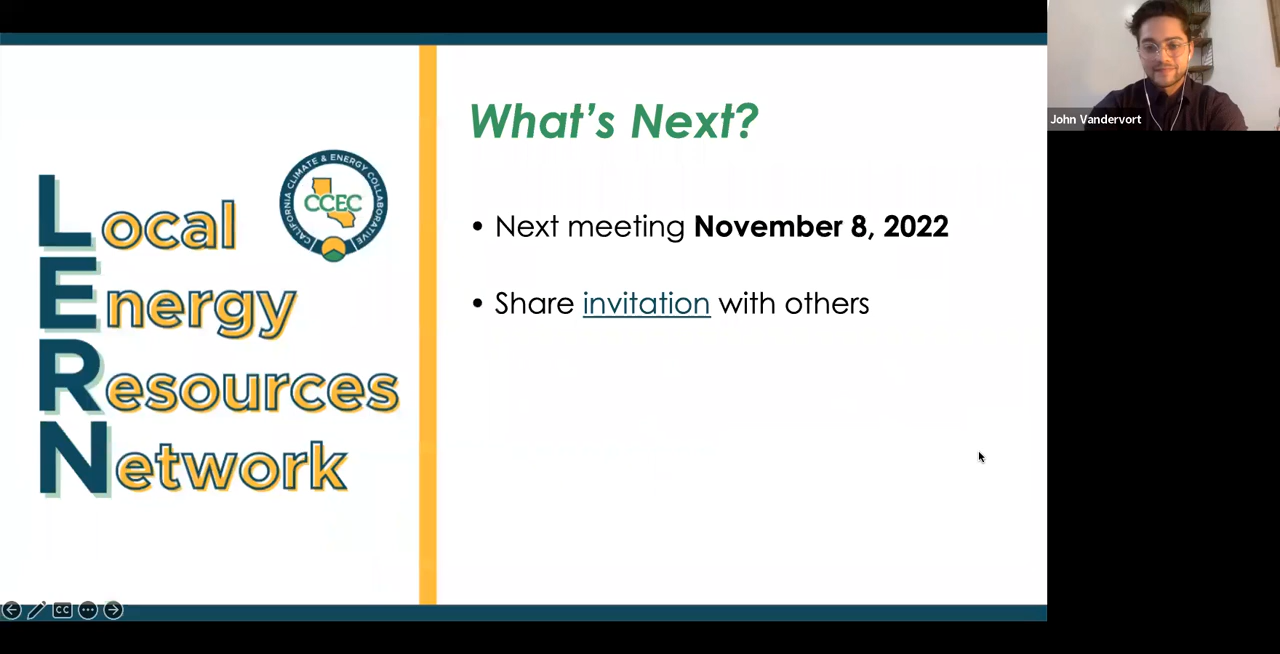 What's Next?
• Next meeting November 8, 2022
• Share invitation with others
Local
Energy
Resources
Network
CALIFORNIA CLIMATE & ENERGY COLLABORATIVE
CCEC
John Vandervort
CC